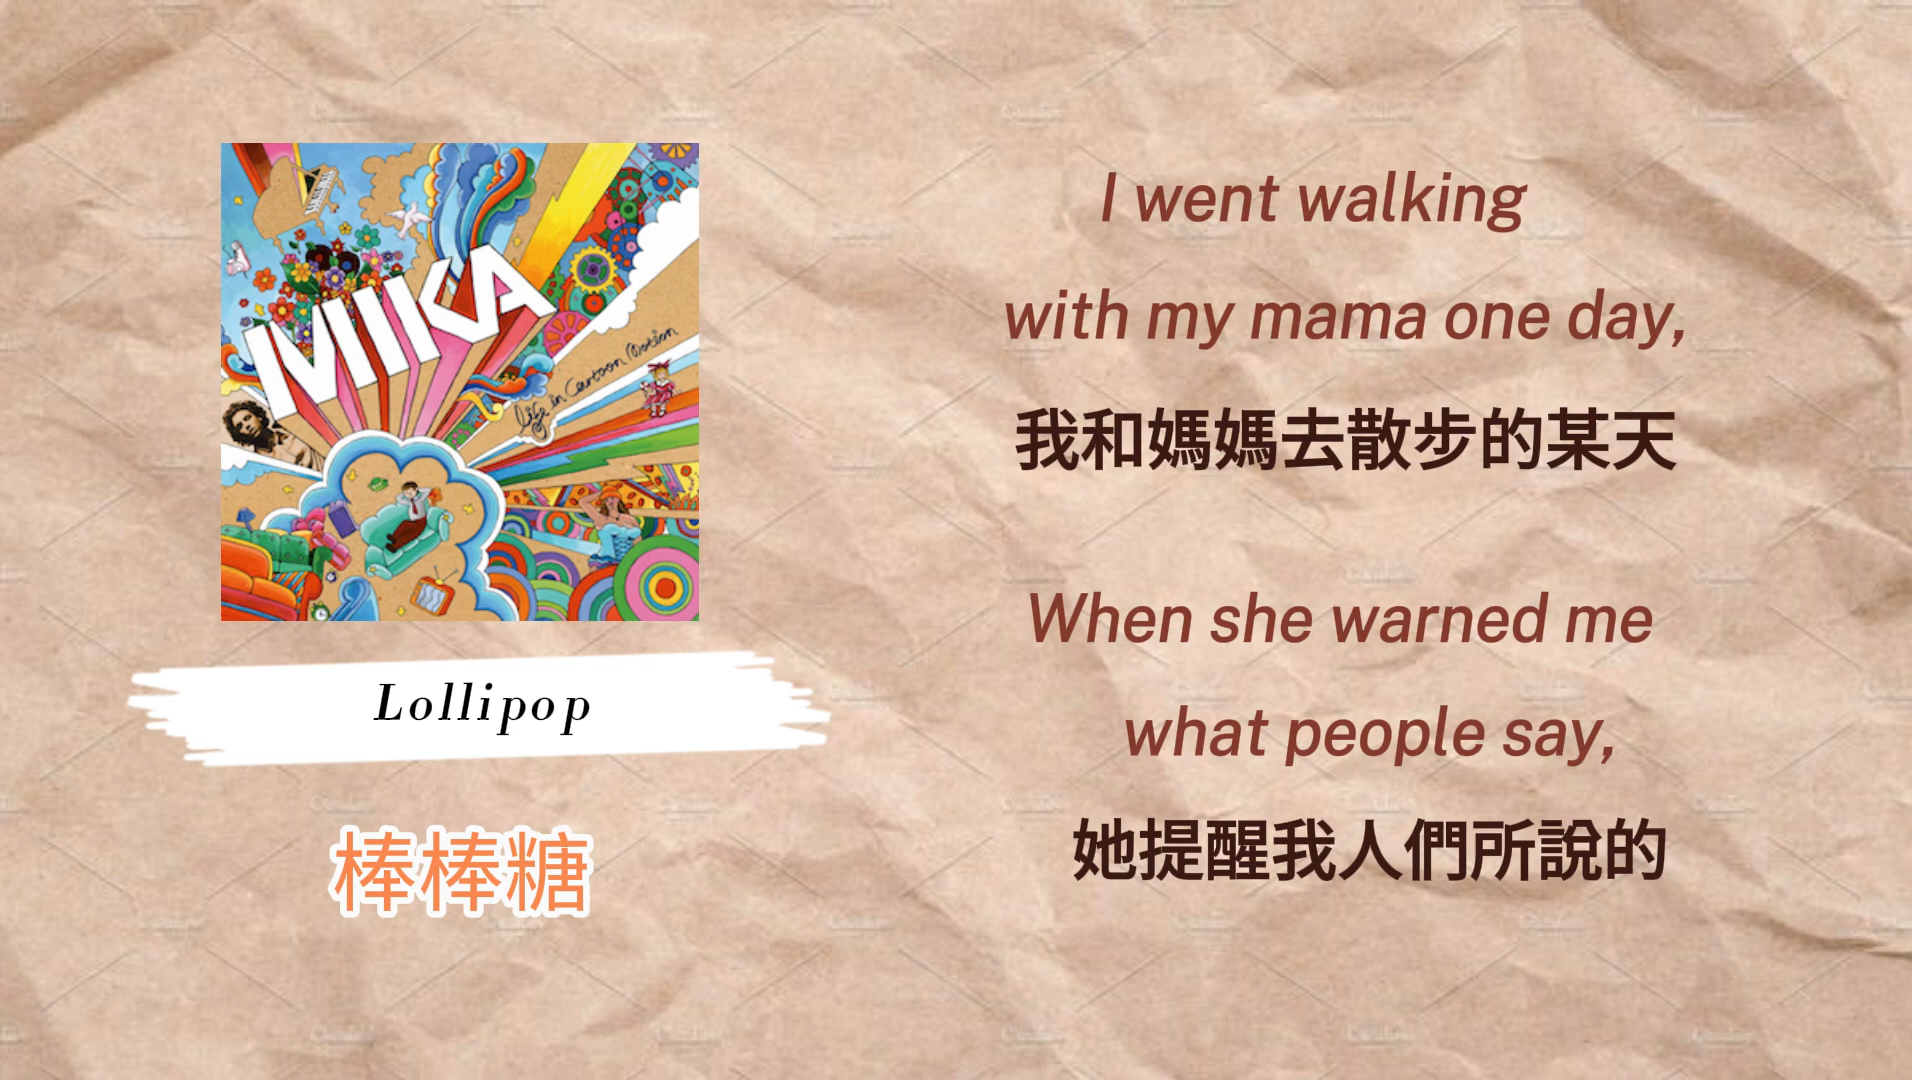 MIKA
Life in Cartoon Motion
Lollipop
棒棒糖
I went walking
with my mama one day,
我和媽媽去散步的某天
When she warned me
what people say,
她提醒我人們所說的